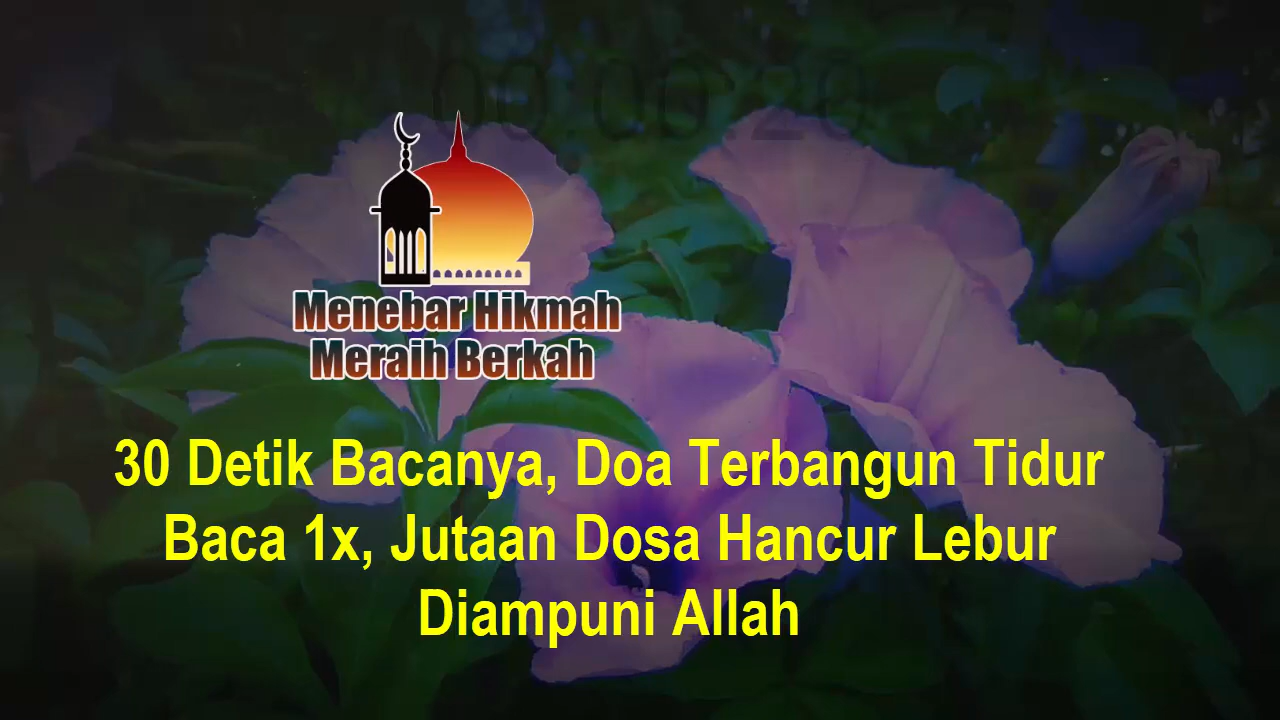 Menebar Hikmah
Meraih Berkah
30 Detik Bacanya, Doa Terbangun Tidur
Baca 1x, Jutaan Dosa Hancur Lebur
Diampuni Allah